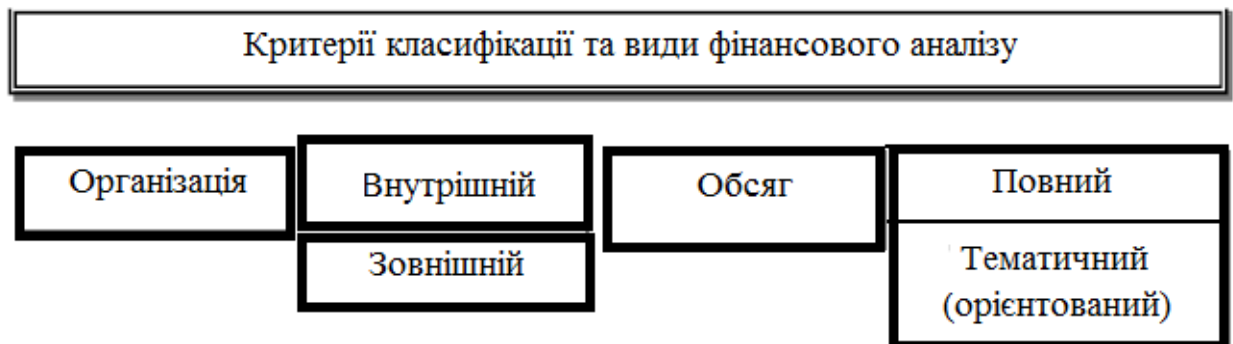 Критерії класифікації та види фінансового аналізу
Організація
Внутрішній
Зовнішній
Обсяг
Повний
Тематичний
(орієнтований)